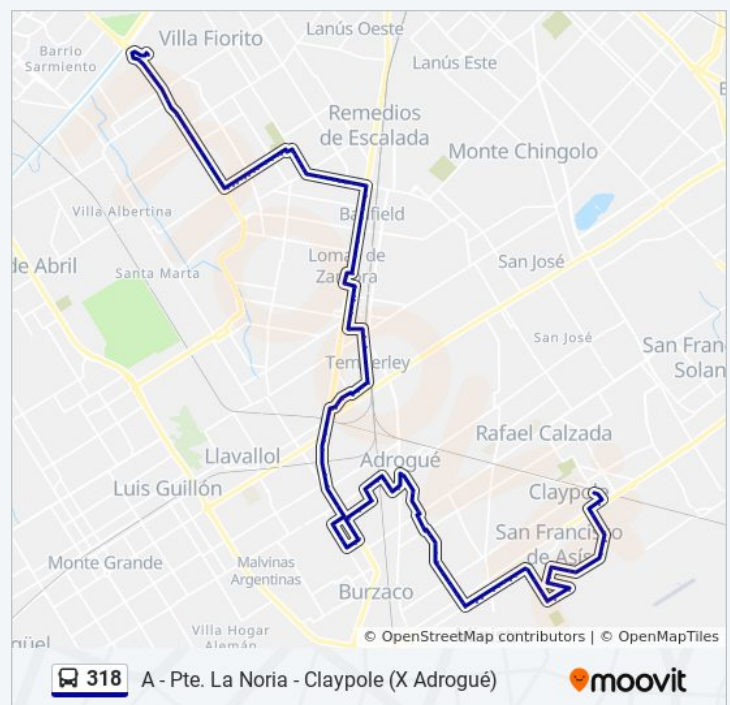 Villa Fiorito
Lanús Oeste
Barrio
Sarmiento
Lanús Este
Remedios
de Escalada
Monte Chingolo
Villa Albertina
Banfield
de Abril
Santa Marta
Lomas de
Zamora
San José
San José
San Fran
Solan
Temperley
Rafael Calzada
Llavallol
Adrogué
Luis Guillón
Claypole
San Francisco
de Asís
Monte Grande
Malvinas
Argentinas
Burzaco
Villa Hogar
Alemán
güel
© OpenStreetMap contributors | © OpenMapTiles
318 A - Pte. La Noria - Claypole (X Adrogué)
moovit